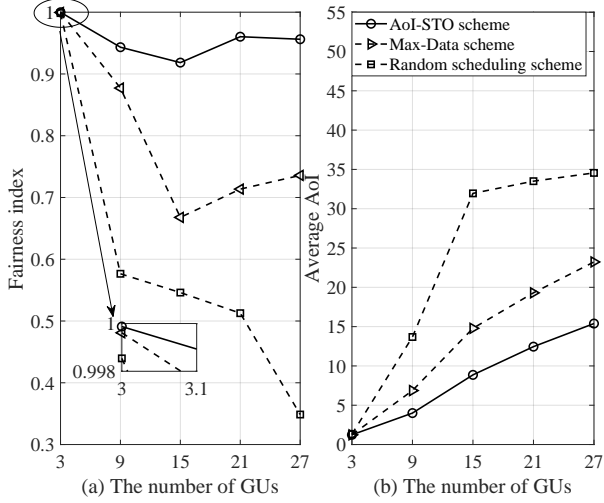 Fairness index
1
0.9
0.8
0.7
0.6
0.5
0.4
0.3
1
0.998
3
3.1
3 9 15 21 27
(a) The number of GUs
Average AoI
55
50
45
40
35
30
25
20
15
10
5
0
AoI-STO scheme
Max-Data scheme
Random scheduling scheme
3 9 15 21 27
(b) The number of GUs